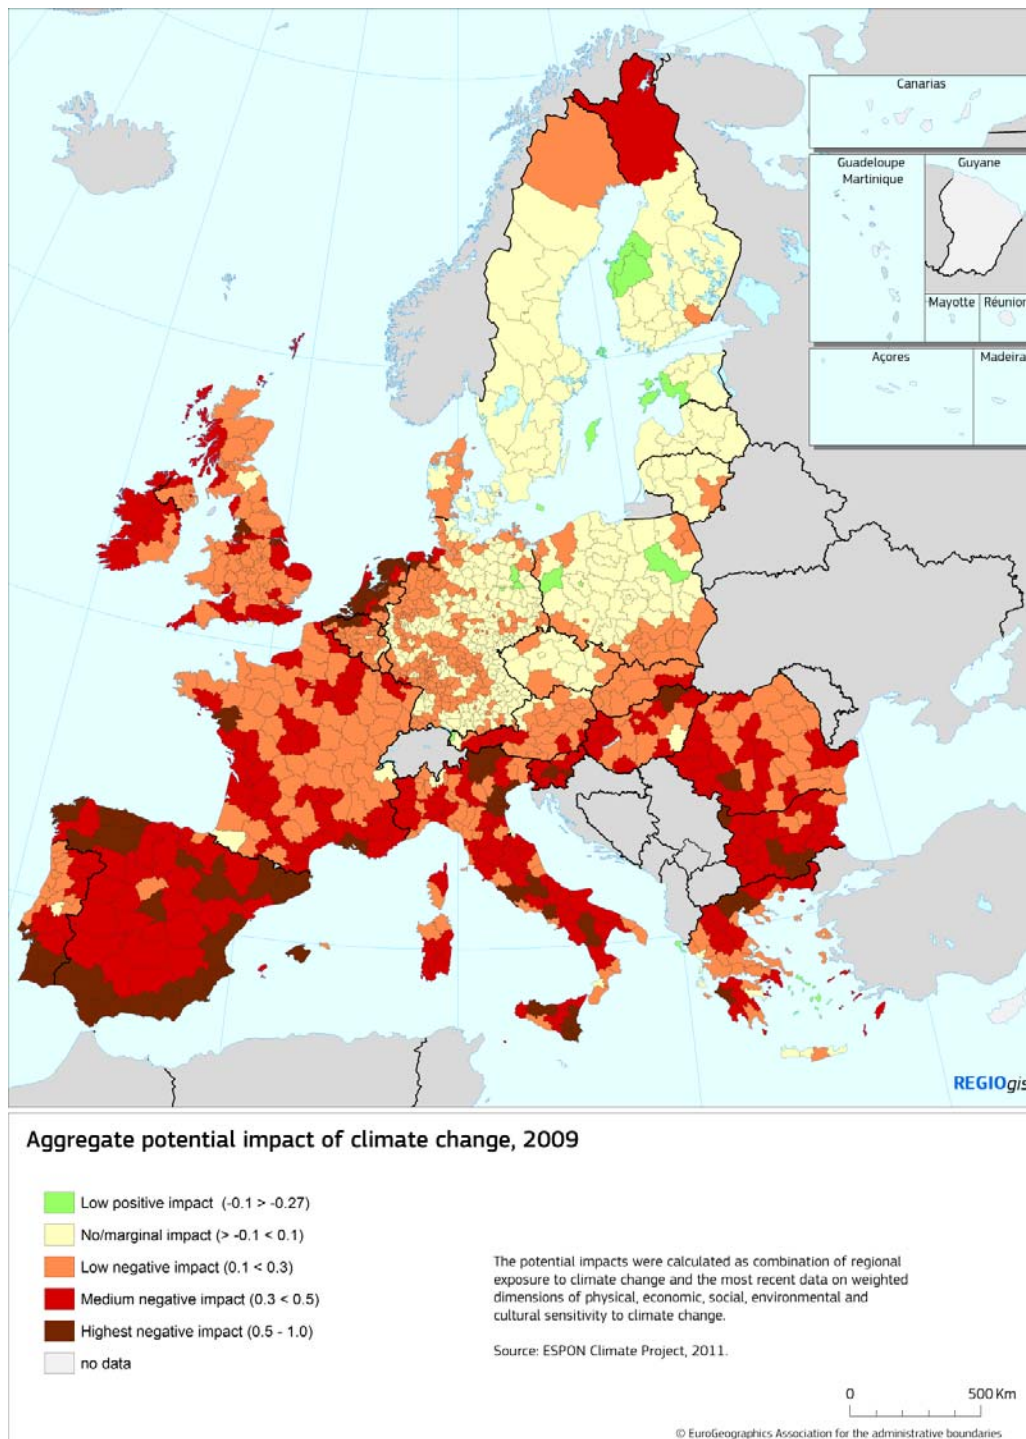 Canarias
Guadeloupe
Martinique
Guyane
Mayotte
Réunion
Açores
Madeira
REGIOgis
Aggregate potential impact of climate change, 2009
Low positive impact (-0.1 > -0.27)
No/marginal impact (> -0.1 < 0.1)
Low negative impact (0.1 < 0.3)
Medium negative impact (0.3 < 0.5)
Highest negative impact (0.5 - 1.0)
no data
The potential impacts were calculated as combination of regional
exposure to climate change and the most recent data on weighted
dimensions of physical, economic, social, environmental and
cultural sensitivity to climate change.
Source: ESPON Climate Project, 2011.
0 500 Km
© EuroGeographics Association for the administrative boundaries